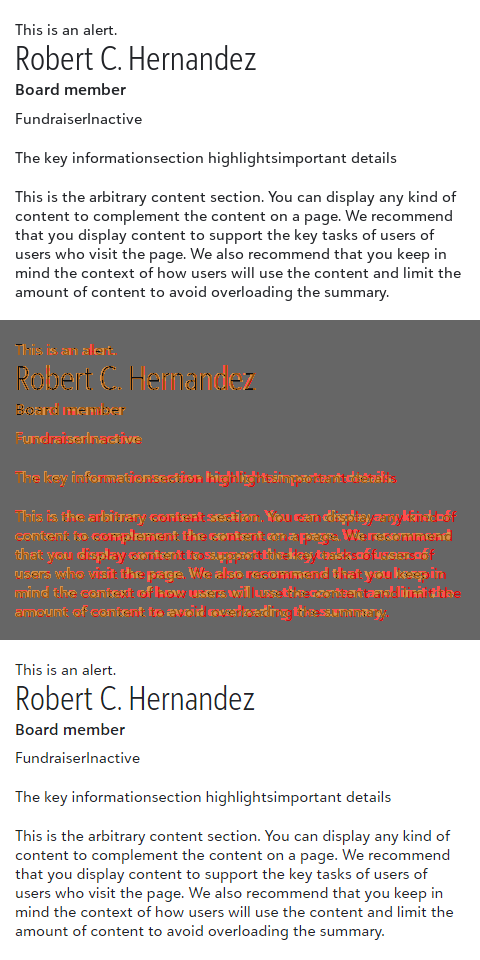 This is an alert.
Robert C. Hernandez
Board member
FundraiserInactive
The key informationsection highlightsimportant details
This is the arbitrary content section. You can display any kind of
content to complement the content on a page. We recommend
that you display content to support the key tasks of users of
users who visit the page. We also recommend that you keep in
mind the context of how users will use the content and limit the
amount of content to avoid overloading the summary.
This is an alert.
Robert C. Hernandez
Board member
FundraiserInactive
The key informationsection highlightsimportant details
This is the arbitrary content section. You can display any kind of
content to complement the content on a page. We recommend
that you display content to support the key tasks of users of
users who visit the page. We also recommend that you keep in
mind the context of how users will use the content and limit the
amount of content to avoid overloading the summary.
This is an alert.
Robert C. Hernandez
Board member
FundraiserInactive
The key informationsection highlightsimportant details
This is the arbitrary content section. You can display any kind of
content to complement the content on a page. We recommend
that you display content to support the key tasks of users of
users who visit the page. We also recommend that you keep in
mind the context of how users will use the content and limit the
amount of content to avoid overloading the summary.